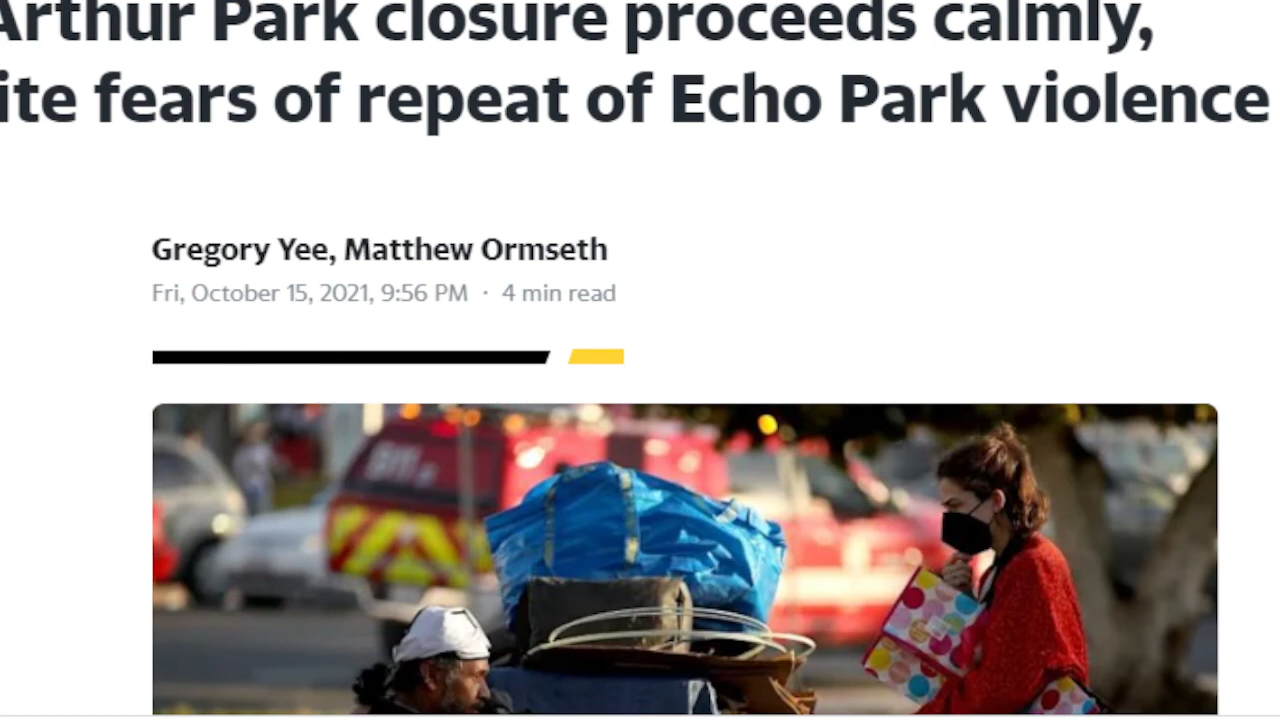 Arthur Park closure proceeds calmly,
ite fears of repeat of Echo Park violence
Gregory Yee, Matthew Ormseth
Fri, October 15, 2021, 9:56 PM · 4 min read
911